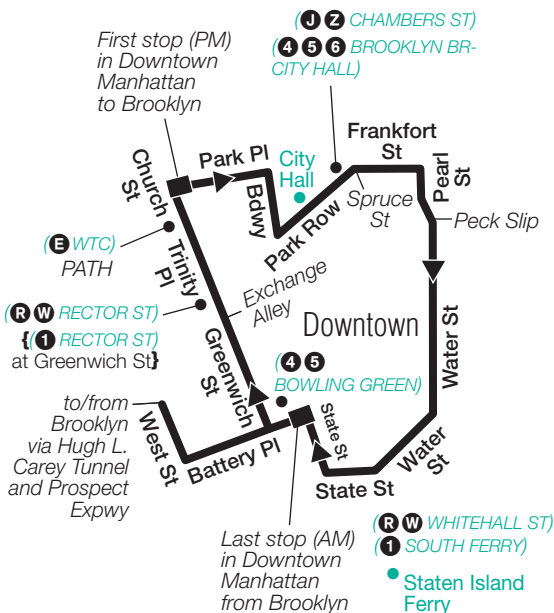 (J Z CHAMBERS ST)
(4 5 6 BROOKLYN BR-
CITY HALL)
First stop (PM)
in Downtown
Manhattan
to Brooklyn
Frankfort
St
Park Pl
City
Hall
Church
St
Bdwy
Park Row
Spruce
St
Pearl
St
Peck Slip
(E WTC)
PATH
Trinity
Pl
Exchange
Alley
(R W RECTOR ST)
{(1 RECTOR ST)
at Greenwich St}
Downtown
Water St
Greenwich
St
(4 5
BOWLING GREEN)
to/from
Brooklyn
via Hugh L.
Carey Tunnel
and Prospect
Expwy
West St
Battery Pl
State St
State St
Water
St
Last stop (AM)
in Downtown
Manhattan
from Brooklyn
(R W WHITEHALL ST)
(1 SOUTH FERRY)
Staten Island
Ferry